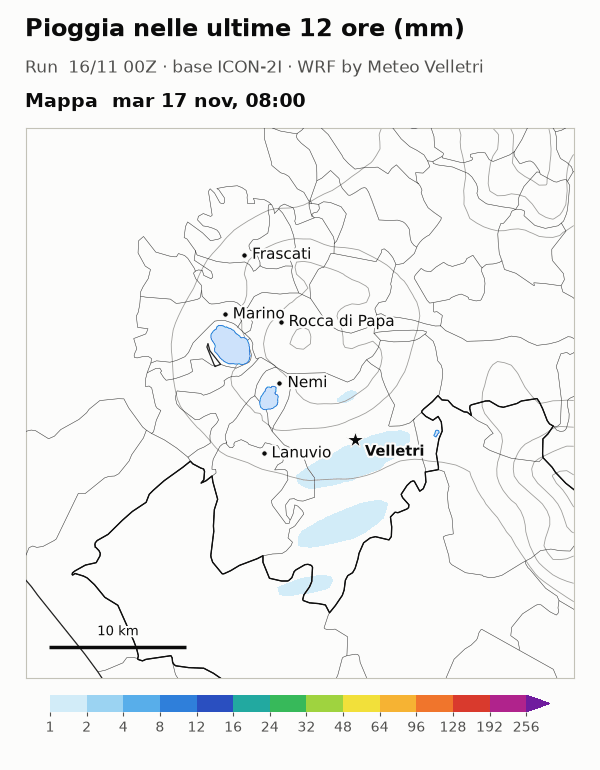 Pioggia nelle ultime 12 ore (mm)
Run  16/11 00Z · base ICON-2I · WRF by Meteo Velletri
Mappa  mar 17 nov, 08:00
Frascati
Marino
Rocca di Papa
Nemi
Velletri
Lanuvio
10 km
1 2 4 8 12 16 24 32 48 64 96 128 192 256